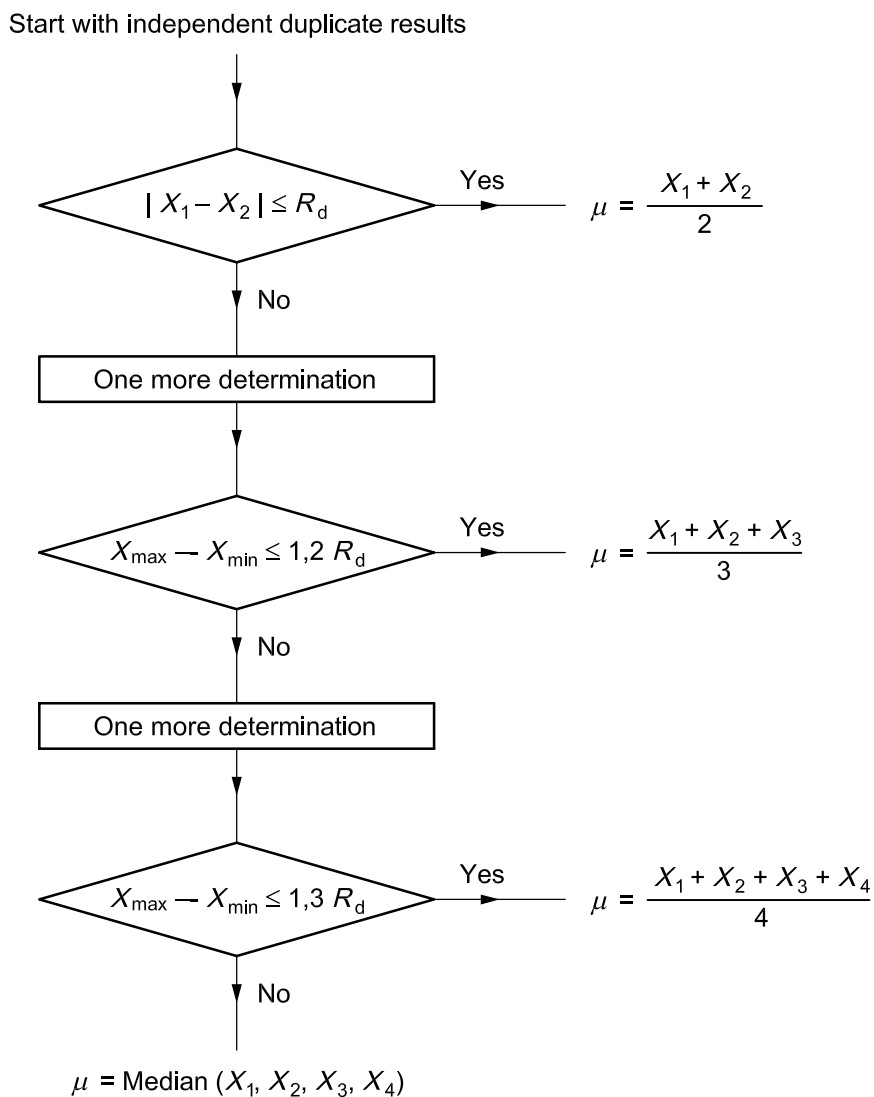 Start with independent duplicate results
| X1 – X2 | ≤ Rd
Yes
μ = X1 + X2 / 2
No
One more determination
Xmax — Xmin ≤ 1,2 Rd
Yes
μ = X1 + X2 + X3 / 3
No
One more determination
Xmax — Xmin ≤ 1,3 Rd
Yes
μ = X1 + X2 + X3 + X4 / 4
No
μ = Median (X1, X2, X3, X4)